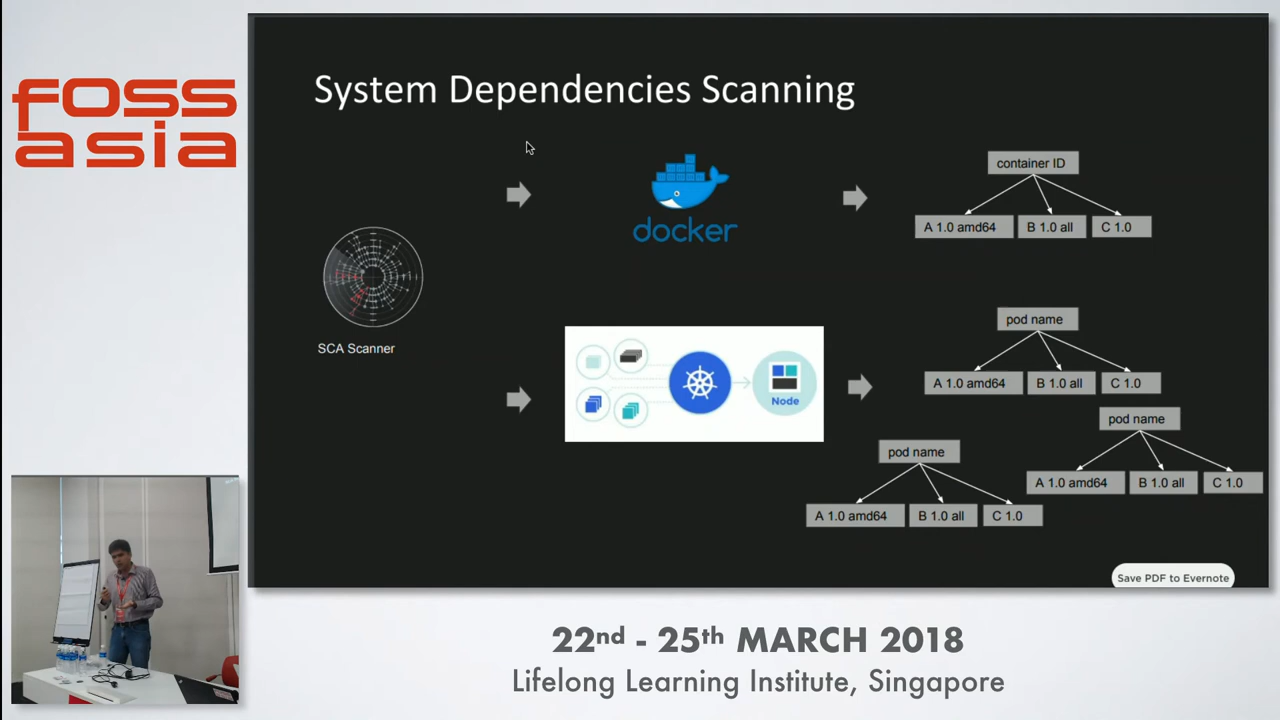 foss
asia
System Dependencies Scanning
docker
container ID
A 1.0 amd64
B 1.0 all
C 1.0
SCA Scanner
Node
pod name
A 1.0 amd64
B 1.0 all
C 1.0
pod name
A 1.0 amd64
B 1.0 all
C 1.0
pod name
A 1.0 amd64
B 1.0 all
C 1.0
Save PDF to Evernote
22nd - 25th MARCH 2018
Lifelong Learning Institute, Singapore